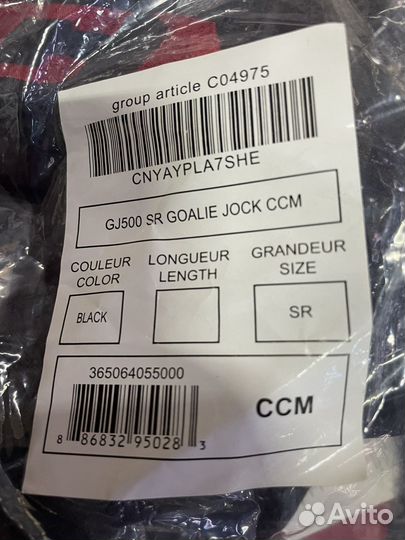 group article C04975
CNYAYPLA7SHE
GJ500 SR GOALIE JOCK CCM
COULEUR
COLOR
LONGUEUR
LENGTH
GRANDEUR
SIZE
BLACK
SR
365064055000
8 86832 95028 3
CCM
Avito